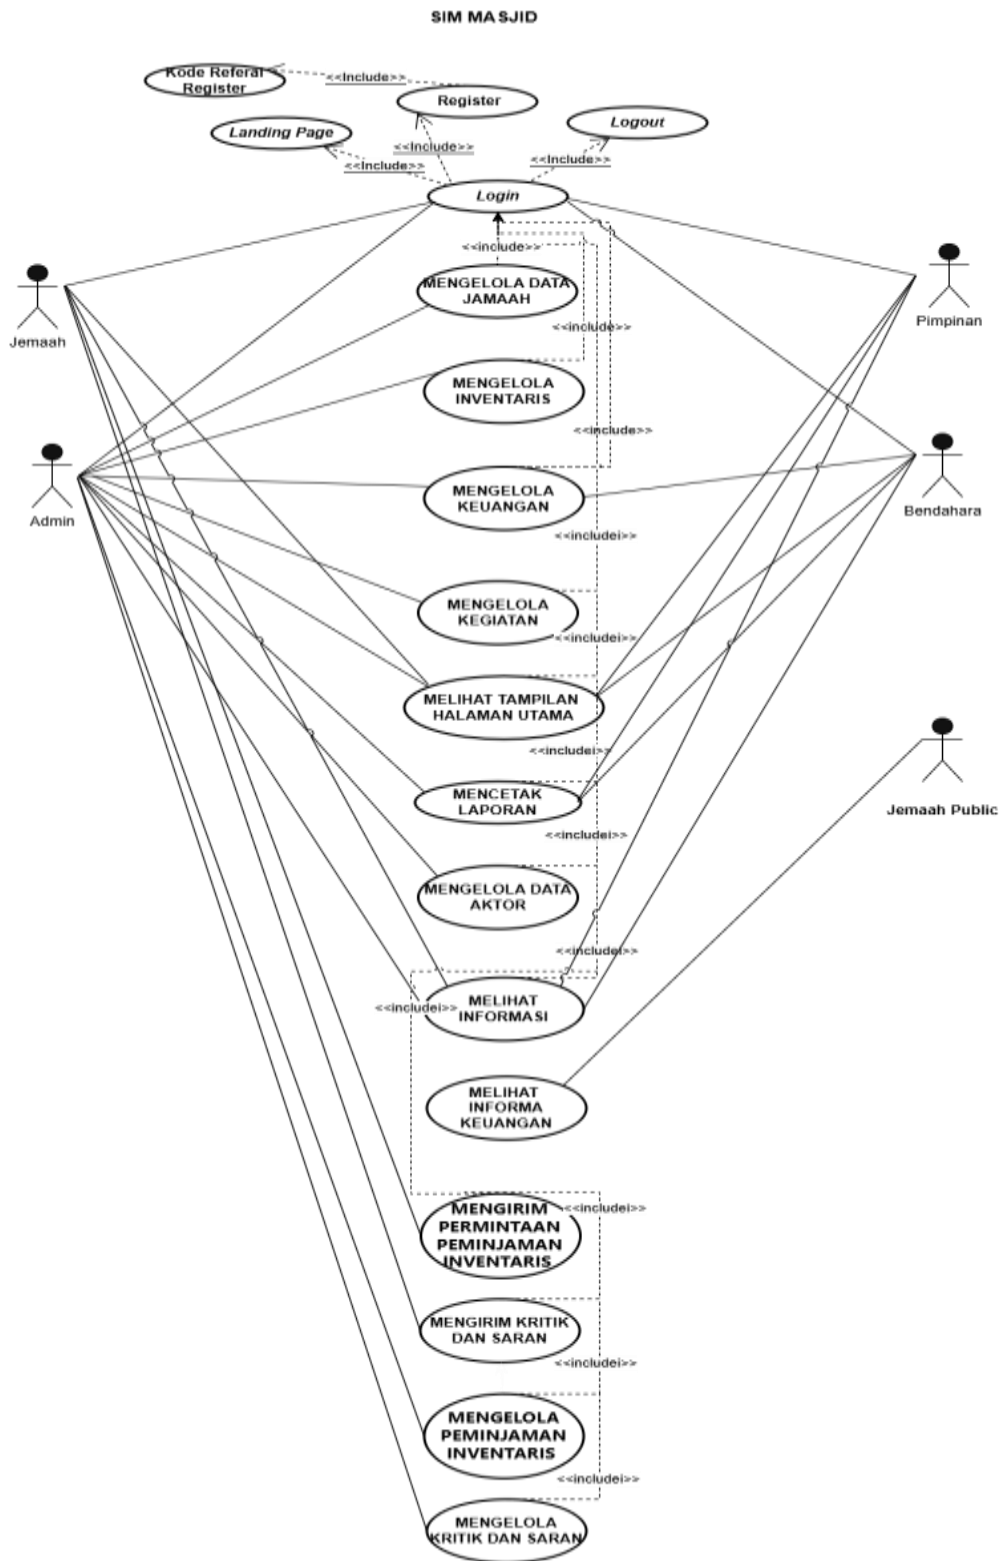 SIM MASJID
Kode Referal
Register
<<Include>>
Register
Landing Page
Logout
<<Include>>
<<Include>>
<<Include>>
Login
<<include>>
MENGELOLA DATA
JAMAAH
Jemaah
Pimpinan
<<include>>
MENGELOLA
INVENTARIS
<<include>>
Admin
MENGELOLA
KEUANGAN
Bendahara
<<includei>>
MENGELOLA
KEGIATAN
<<includei>>
MELIHAT TAMPILAN
HALAMAN UTAMA
<<includei>>
MENCETAK
LAPORAN
Jemaah Public
<<includei>>
MENGELOLA DATA
AKTOR
<<includei>>
<<includei>>
MELIHAT
INFORMASI
MELIHAT
INFORMA
KEUANGAN
<<includei>>
MENGIRIM
PERMINTAAN
PEMINJAMAN
INVENTARIS
MENGIRIM KRITIK
DAN SARAN
<<includei>>
MENGELOLA
PEMINJAMAN
INVENTARIS
<<includei>>
MENGELOLA
KRITIK DAN SARAN